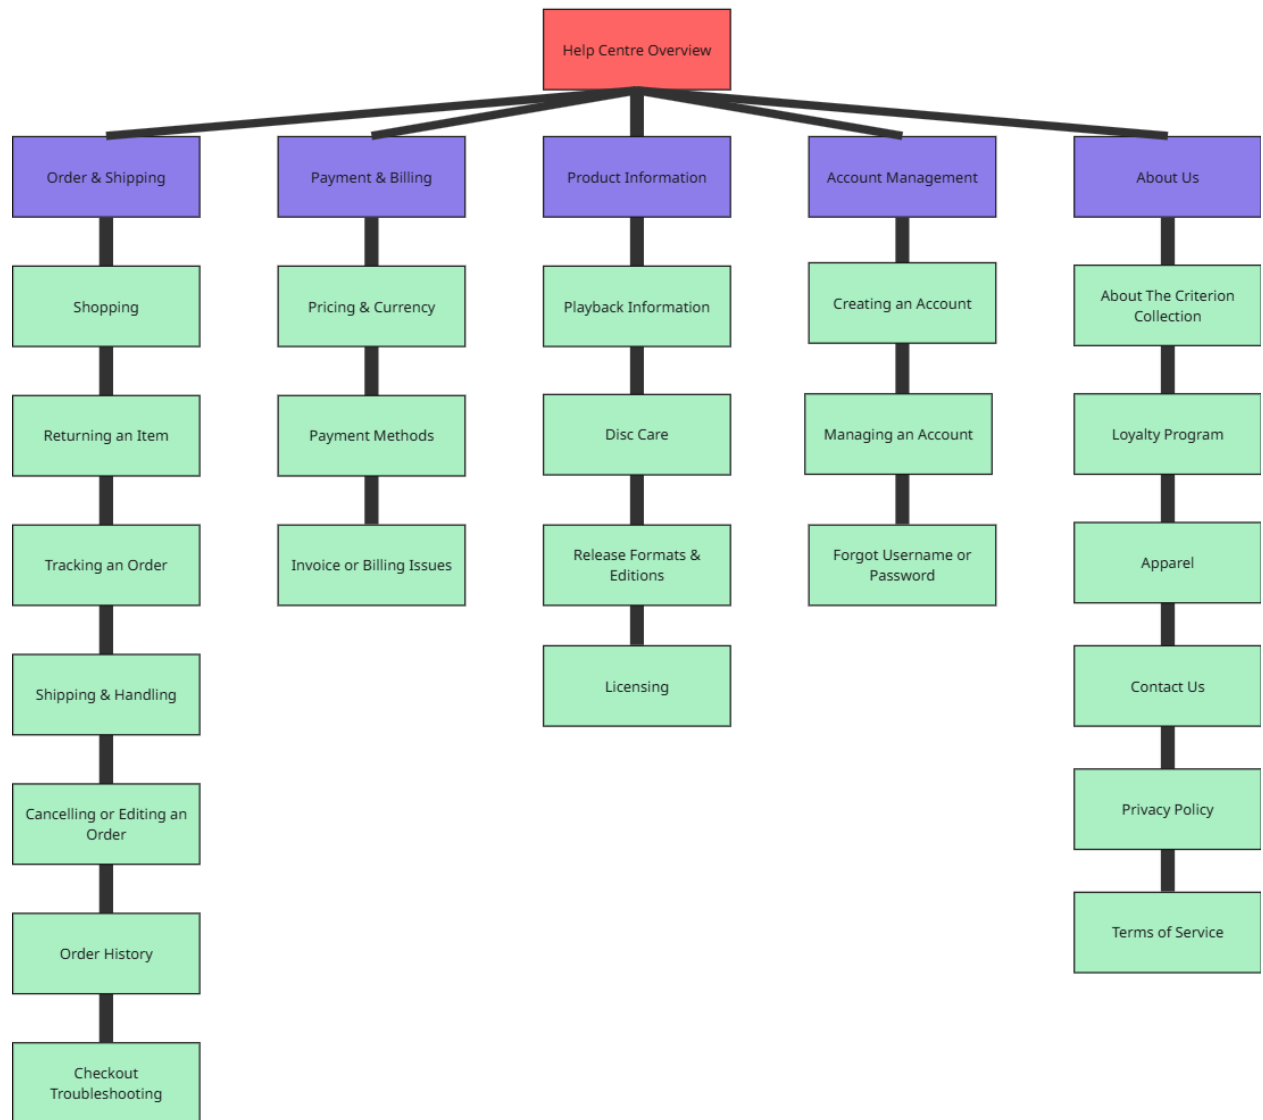 Help Centre Overview
Order & Shipping
Payment & Billing
Product Information
Account Management
About Us
Shopping
Pricing & Currency
Playback Information
Creating an Account
About The Criterion
Collection
Returning an Item
Payment Methods
Disc Care
Managing an Account
Loyalty Program
Tracking an Order
Invoice or Billing Issues
Release Formats &
Editions
Forgot Username or
Password
Apparel
Shipping & Handling
Licensing
Contact Us
Cancelling or Editing an
Order
Privacy Policy
Order History
Terms of Service
Checkout
Troubleshooting